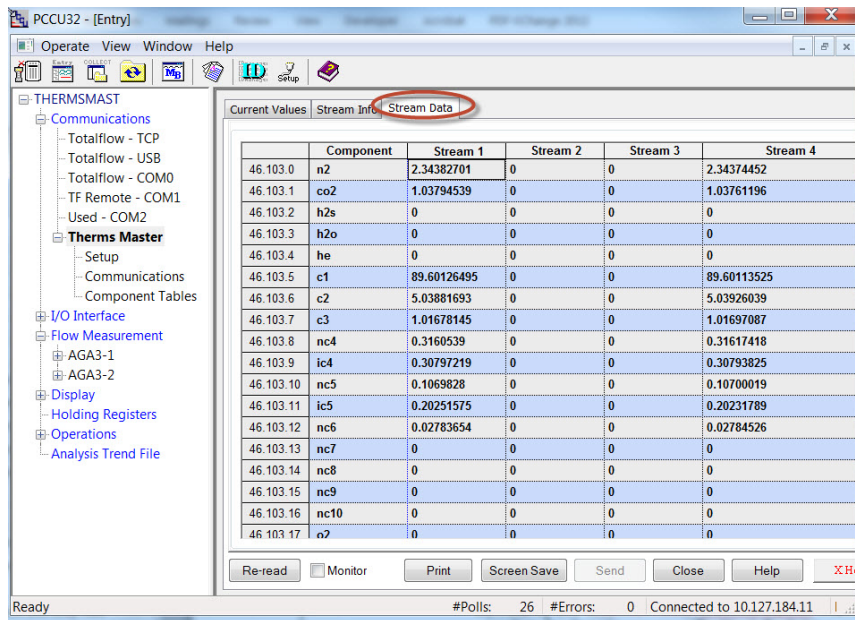 PCCU32 - [Entry]
Operate View Window Help
Entry COLLECT MB ID Setup
THERMSMAST
Communications
Totalflow - TCP
Totalflow - USB
Totalflow - COM0
TF Remote - COM1
Used - COM2
Therms Master
Setup
Communications
Component Tables
I/O Interface
Flow Measurement
AGA3-1
AGA3-2
Display
Holding Registers
Operations
Analysis Trend File
Current Values Stream Info Stream Data
Component Stream 1 Stream 2 Stream 3 Stream 4
46.103.0 n2 2.34382701 0 0 2.34374452
46.103.1 co2 1.03794539 0 0 1.03761196
46.103.2 h2s 0 0 0 0
46.103.3 h2o 0 0 0 0
46.103.4 he 0 0 0 0
46.103.5 c1 89.60126495 0 0 89.60113525
46.103.6 c2 5.03881693 0 0 5.03926039
46.103.7 c3 1.01678145 0 0 1.01697087
46.103.8 nc4 0.3160539 0 0 0.31617418
46.103.9 ic4 0.30797219 0 0 0.30793825
46.103.10 nc5 0.1069828 0 0 0.10700019
46.103.11 ic5 0.20251575 0 0 0.20231789
46.103.12 nc6 0.02783654 0 0 0.02784526
46.103.13 nc7 0 0 0 0
46.103.14 nc8 0 0 0 0
46.103.15 nc9 0 0 0 0
46.103.16 nc10 0 0 0 0
46.103.17 o2 0 0 0 0
Re-read Monitor Print Screen Save Send Close Help X
Ready #Polls: 26 #Errors: 0 Connected to 10.127.184.11